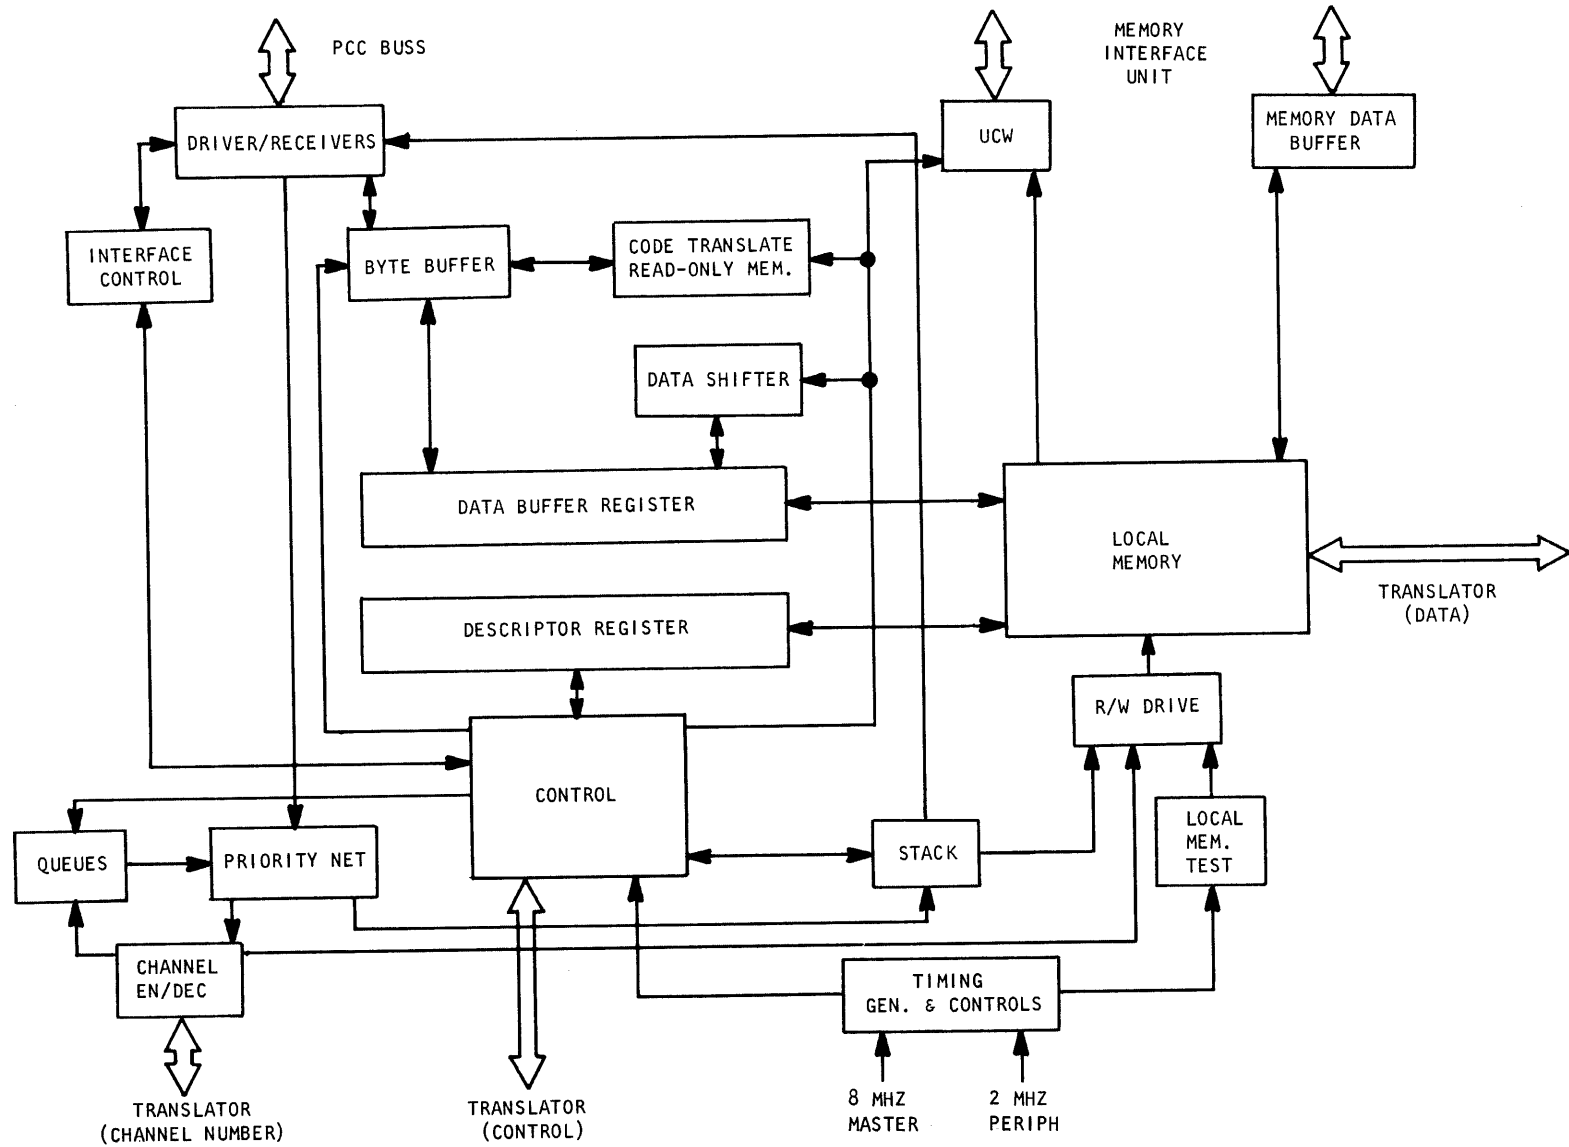 PCC BUSS
MEMORY
INTERFACE
UNIT
DRIVER/RECEIVERS
UCW
MEMORY DATA
BUFFER
INTERFACE
CONTROL
BYTE BUFFER
CODE TRANSLATE
READ-ONLY MEM.
DATA SHIFTER
DATA BUFFER REGISTER
LOCAL
MEMORY
TRANSLATOR
(DATA)
DESCRIPTOR REGISTER
R/W DRIVE
CONTROL
LOCAL
MEM.
TEST
QUEUES
PRIORITY NET
STACK
CHANNEL
EN/DEC
TIMING
GEN. & CONTROLS
TRANSLATOR
(CHANNEL NUMBER)
TRANSLATOR
(CONTROL)
8 MHZ
MASTER
2 MHZ
PERIPH